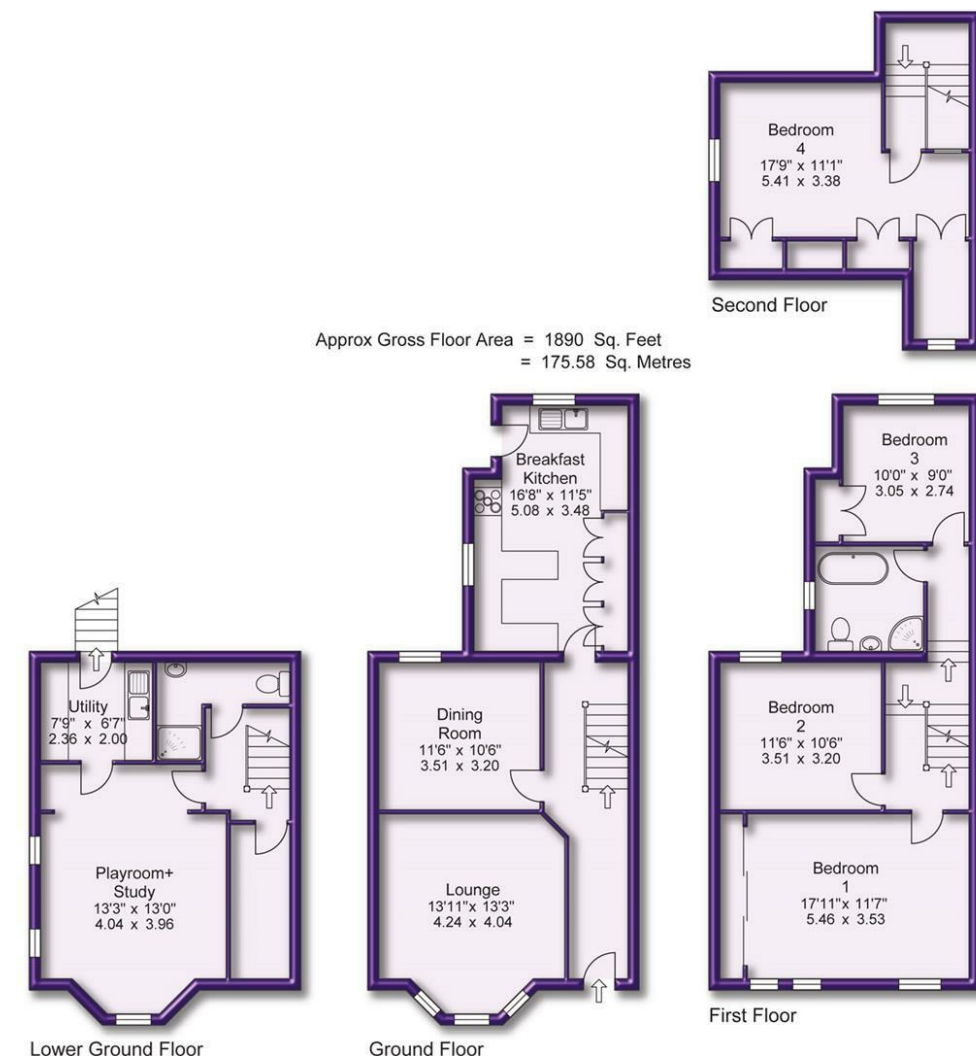 Bedroom
4
17'9" x 11'1"
5.41 x 3.38
Second Floor
Approx Gross Floor Area = 1890 Sq. Feet
= 175.58 Sq. Metres
Utility
7'9" x 6'7"
2.36 x 2.00
Playroom+
Study
13'3" x 13'0"
4.04 x 3.96
Lower Ground Floor
Breakfast
Kitchen
16'8" x 11'5"
5.08 x 3.48
Dining
Room
11'6" x 10'6"
3.51 x 3.20
Lounge
13'11"x 13'3"
4.24 x 4.04
Ground Floor
Bedroom
3
10'0" x 9'0"
3.05 x 2.74
Bedroom
2
11'6" x 10'6"
3.51 x 3.20
Bedroom
1
17'11"x 11'7"
5.46 x 3.53
First Floor